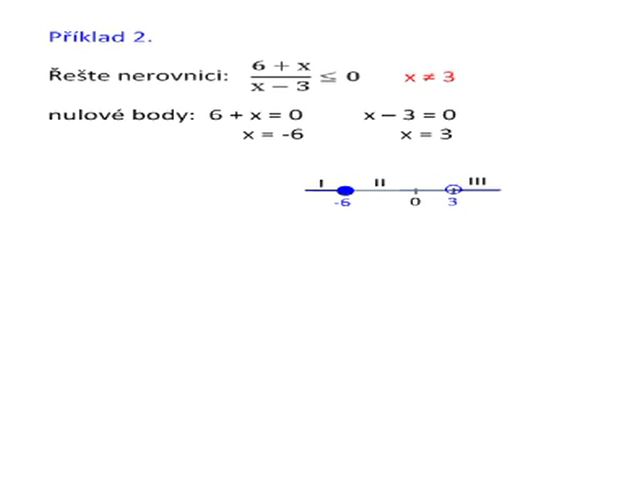 Příklad 2.
Řešte nerovnici: 6 + x / x − 3 ≤ 0 x ≠ 3
nulové body: 6 + x = 0 x − 3 = 0
x = -6 x = 3
I II III
-6 0 3